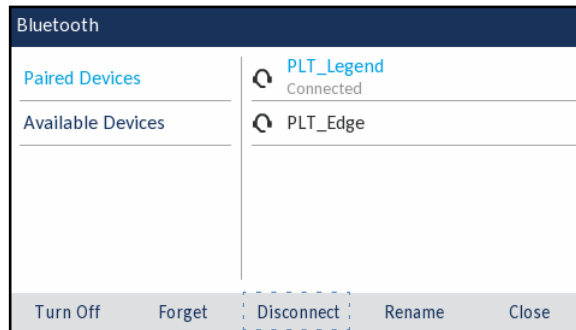 Bluetooth
Paired Devices
Available Devices
PLT_Legend
Connected
PLT_Edge
Turn Off Forget Disconnect Rename Close